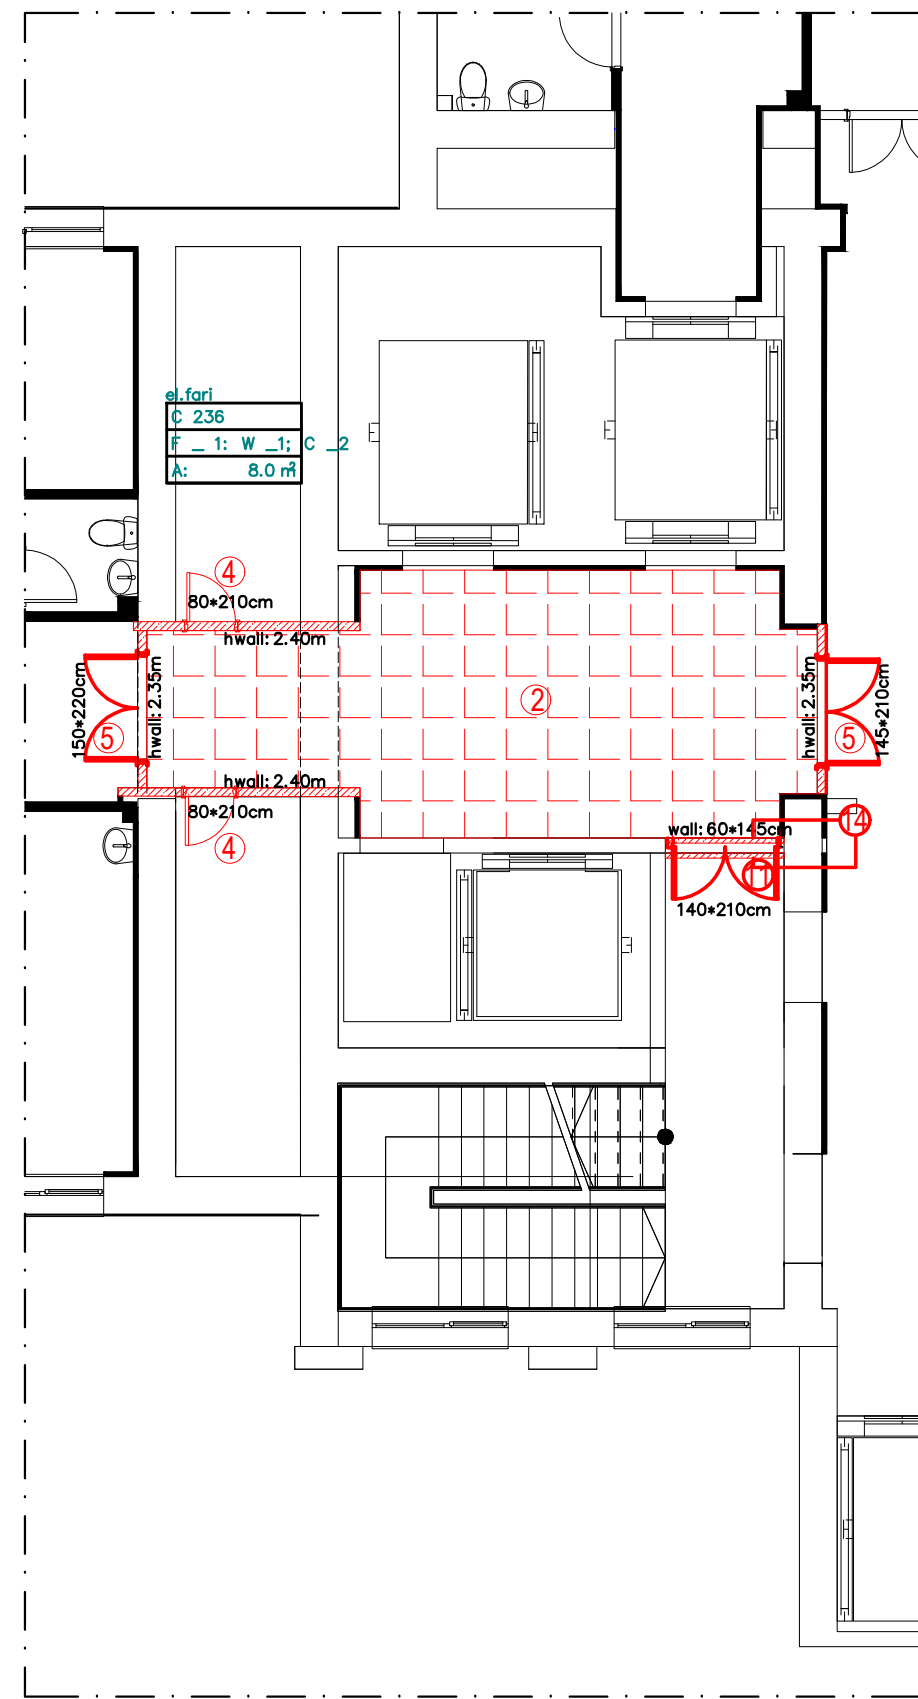 el.fari
C 236
F _ 1: W _1; C _2
A: 8.0 m²
4
80*210cm
hwall: 2.40m
150*220cm
5
hwall: 2.35m
2
hwall: 2.35m
145*210cm
5
hwall: 2.40m
80*210cm
4
wall: 60*145cm
14
11
140*210cm